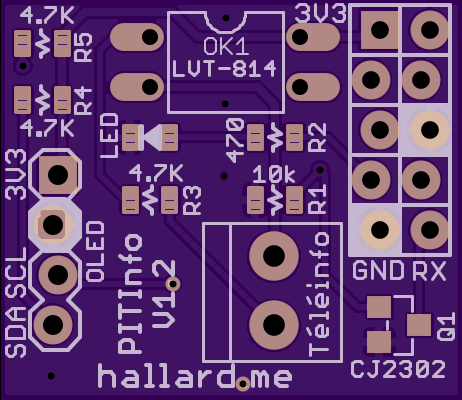 4.7K
R5
OK1
LVT-814
3V3
R4
4.7K
LED
470
R2
3V3
4.7K
R3
10k
R1
OLED
SCL
SDA
PITInfo
V1.2
Téléinfo
GND RX
Q1
CJ2302
hallard.me